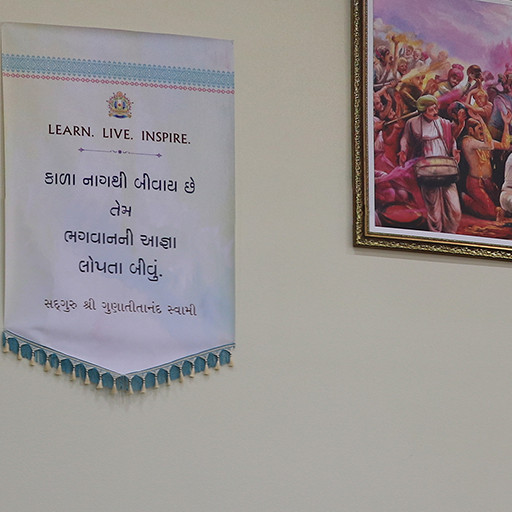 LEARN. LIVE. INSPIRE.
કાળા નાગથી બીવાય છે
તેમ
ભગવાનની આજ્ઞા
લોપતા બીવું.
સદ્ગુરુ શ્રી ગુણાતીતાનંદ સ્વામી